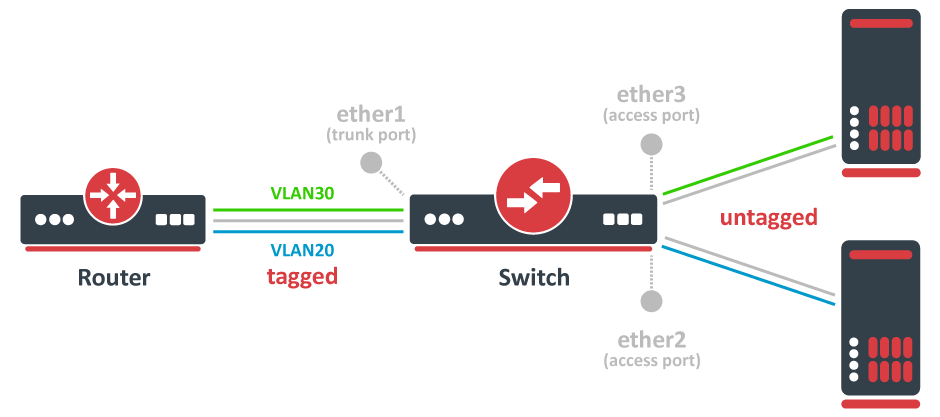 ether3
(access port)
ether1
(trunk port)
VLAN30
untagged
VLAN20
tagged
Router
Switch
ether2
(access port)